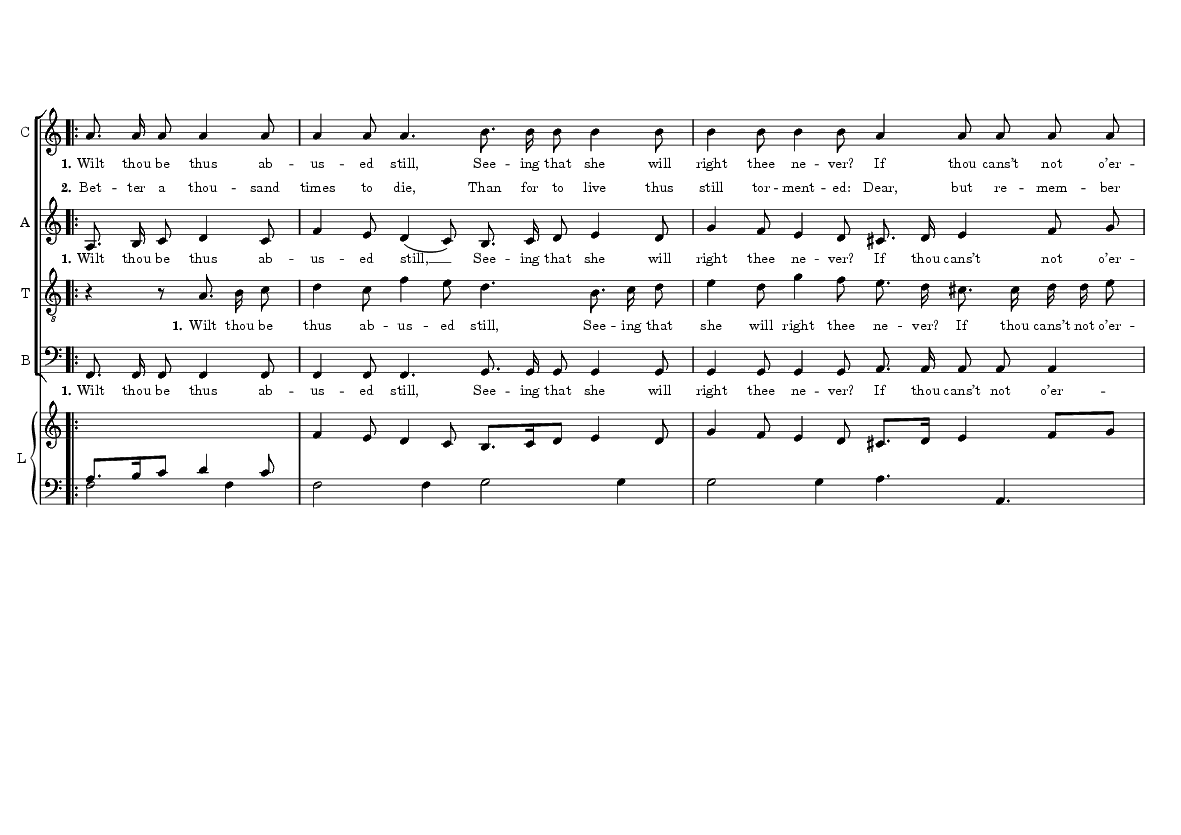 C
1. Wilt thou be thus ab - us - ed still, See - ing that she will right thee ne - ver? If thou cans't not o'er -
2. Bet - ter a thou - sand times to die, Than for to live thus still tor - ment - ed: Dear, but re - mem - ber
A
1. Wilt thou be thus ab - us - ed still, See - ing that she will right thee ne - ver? If thou cans't not o'er -
T
8
1. Wilt thou be thus ab - us - ed still, See - ing that she will right thee ne - ver? If thou cans't not o'er -
B
1. Wilt thou be thus ab - us - ed still, See - ing that she will right thee ne - ver? If thou cans't not o'er -
L